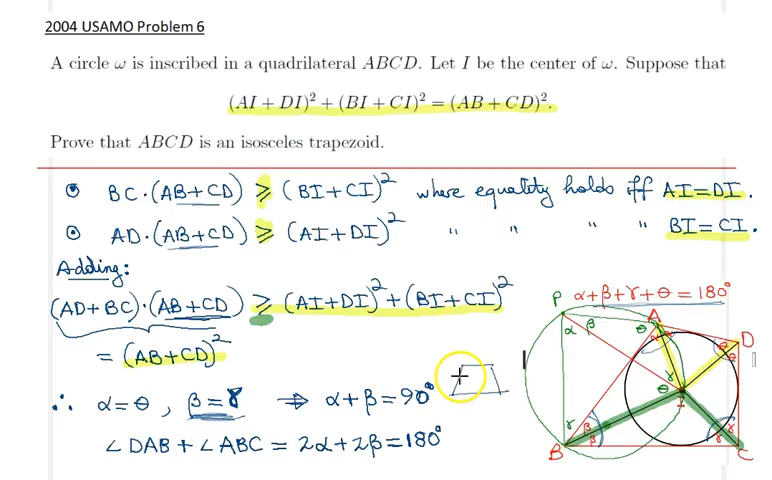 2004 USAMO Problem 6
A circle ω is inscribed in a quadrilateral ABCD. Let I be the center of ω. Suppose that
(AI + DI)² + (BI + CI)² = (AB + CD)².
Prove that ABCD is an isosceles trapezoid.
• BC·(AB+CD) ≥ (BI+CI)² where equality holds iff AI=DI.
• AD·(AB+CD) ≥ (AI+DI)² " " " " BI=CI.
Adding:
(AD+BC)·(AB+CD) ≥ (AI+DI)²+(BI+CI)²
= (AB+CD)²
∴ α=θ, β=γ ⇒ α+β=90°
∠DAB + ∠ABC = 2α+2β=180°
α+β+γ+θ=180°
P
A
α β θ α α
D
θ θ
γ
θ
I
γ β β
γ γ
B
C